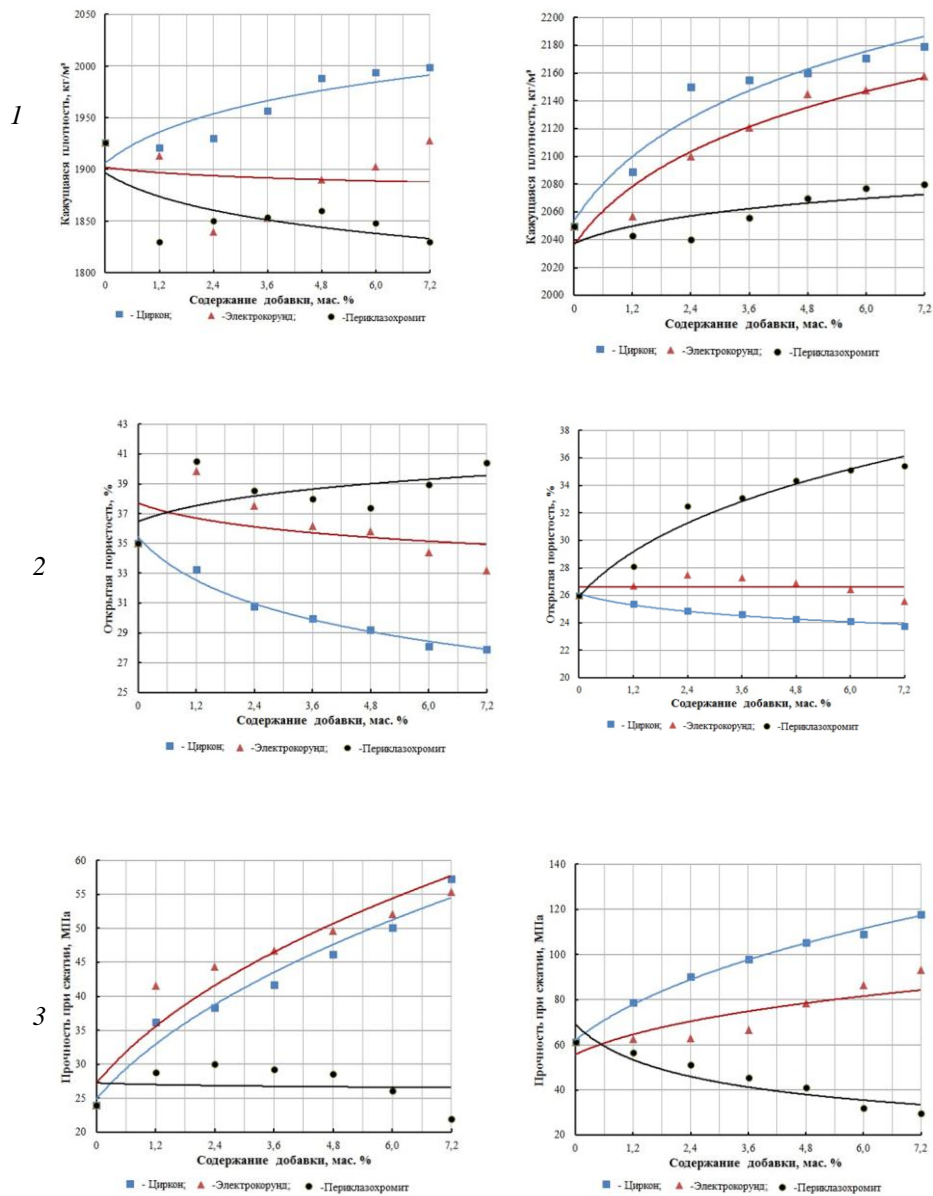 1
Кажущаяся плотность, кг/м³
2050
2000
1950
1900
1850
1800
0 1,2 2,4 3,6 4,8 6,0 7,2
Содержание добавки, мас. %
- Циркон; -Электрокорунд; -Периклазохромит
Кажущаяся плотность, кг/м³
2200
2180
2160
2140
2120
2100
2080
2060
2040
2020
2000
0 1,2 2,4 3,6 4,8 6,0 7,2
Содержание добавки, мас. %
- Циркон; - Электрокорунд; -Периклазохромит
2
Открытая пористость, %
43
41
39
37
35
33
31
29
27
25
0 1,2 2,4 3,6 4,8 6,0 7,2
Содержание добавки, мас. %
- Циркон; -Электрокорунд; -Периклазохромит
Открытая пористость, %
38
36
34
32
30
28
26
24
22
20
0 1,2 2,4 3,6 4,8 6,0 7,2
Содержание добавки, мас. %
- Циркон; -Электрокорунд; -Периклазохромит
3
Прочность при сжатии, МПа
60
55
50
45
40
35
30
25
20
0 1,2 2,4 3,6 4,8 6,0 7,2
Содержание добавки, мас. %
- Циркон; -Электрокорунд; -Периклазохромит
Прочность при сжатии, МПа
140
120
100
80
60
40
20
0 1,2 2,4 3,6 4,8 6,0 7,2
Содержание добавки, мас. %
- Циркон; -Электрокорунд; -Периклазохромит